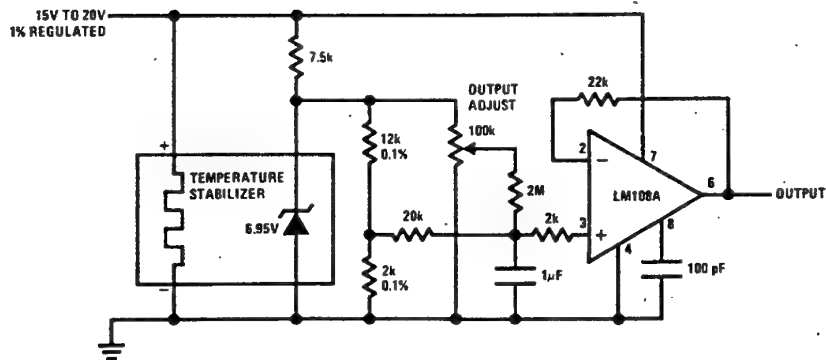 15V TO 20V
1% REGULATED
7.5k
OUTPUT
ADJUST
22k
12k
0.1%
100k
2
7
+
TEMPERATURE
STABILIZER
−
2M
LM108A
6
OUTPUT
6.95V
20k
2k
3
+
8
4
2k
0.1%
1μF
100 pF
−